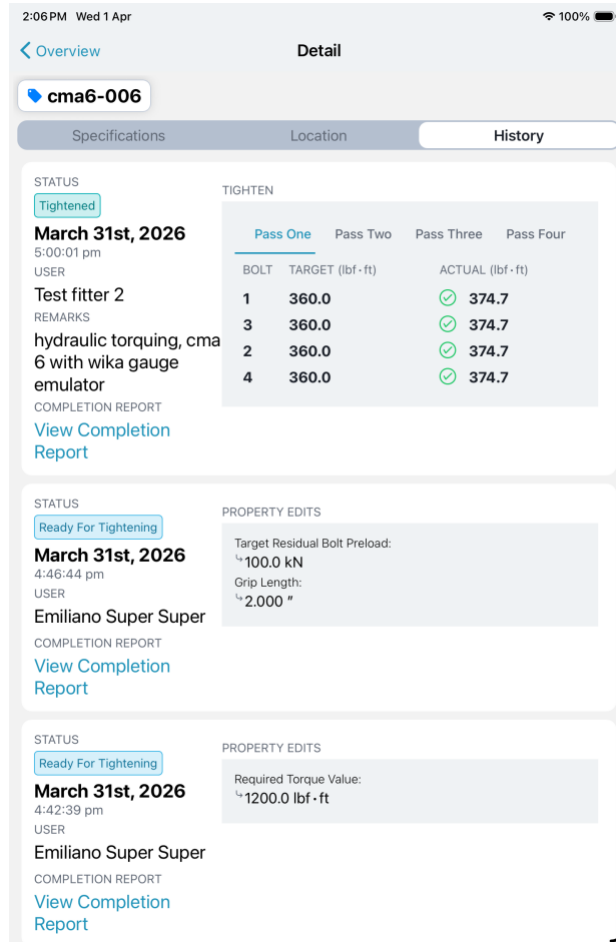 2:06 PM Wed 1 Apr
100%
Overview
Detail
cma6-006
Specifications
Location
History
STATUS
Tightened
March 31st, 2026
5:00:01 pm
USER
Test fitter 2
REMARKS
hydraulic torquing, cma
6 with wika gauge
emulator
COMPLETION REPORT
View Completion
Report
TIGHTEN
Pass One Pass Two Pass Three Pass Four
BOLT TARGET (lbf·ft) ACTUAL (lbf·ft)
1 360.0 374.7
3 360.0 374.7
2 360.0 374.7
4 360.0 374.7
STATUS
Ready For Tightening
March 31st, 2026
4:46:44 pm
USER
Emiliano Super Super
COMPLETION REPORT
View Completion
Report
PROPERTY EDITS
Target Residual Bolt Preload:
↳100.0 kN
Grip Length:
↳2.000 ″
STATUS
Ready For Tightening
March 31st, 2026
4:42:39 pm
USER
Emiliano Super Super
COMPLETION REPORT
View Completion
Report
PROPERTY EDITS
Required Torque Value:
↳1200.0 lbf·ft